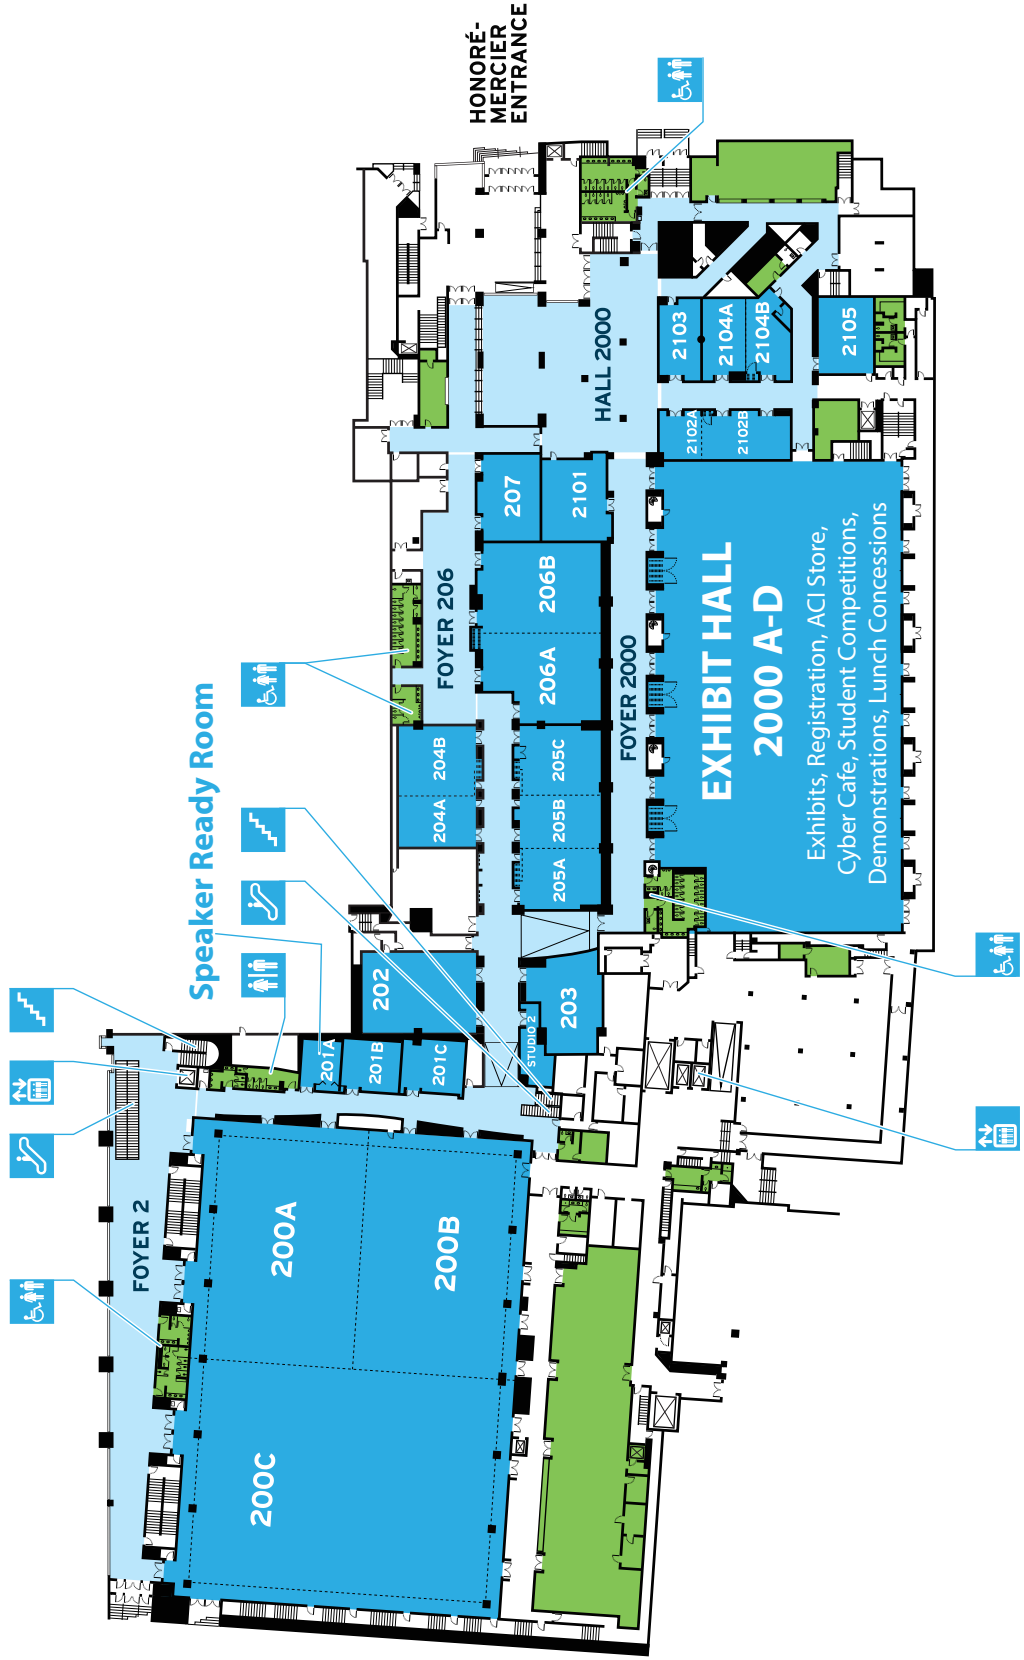 HONORÉ-
MERCIER
ENTRANCE
HALL 2000
2103
2104A
2104B
2105
2102A
2102B
207
2101
FOYER 206
206B
206A
FOYER 2000
EXHIBIT HALL
2000 A-D
Exhibits, Registration, ACI Store,
Cyber Cafe, Student Competitions,
Demonstrations, Lunch Concessions
204B
204A
205C
205B
205A
Speaker Ready Room
202
203
STUDIO 2
201A
201B
201C
FOYER 2
200A
200B
200C